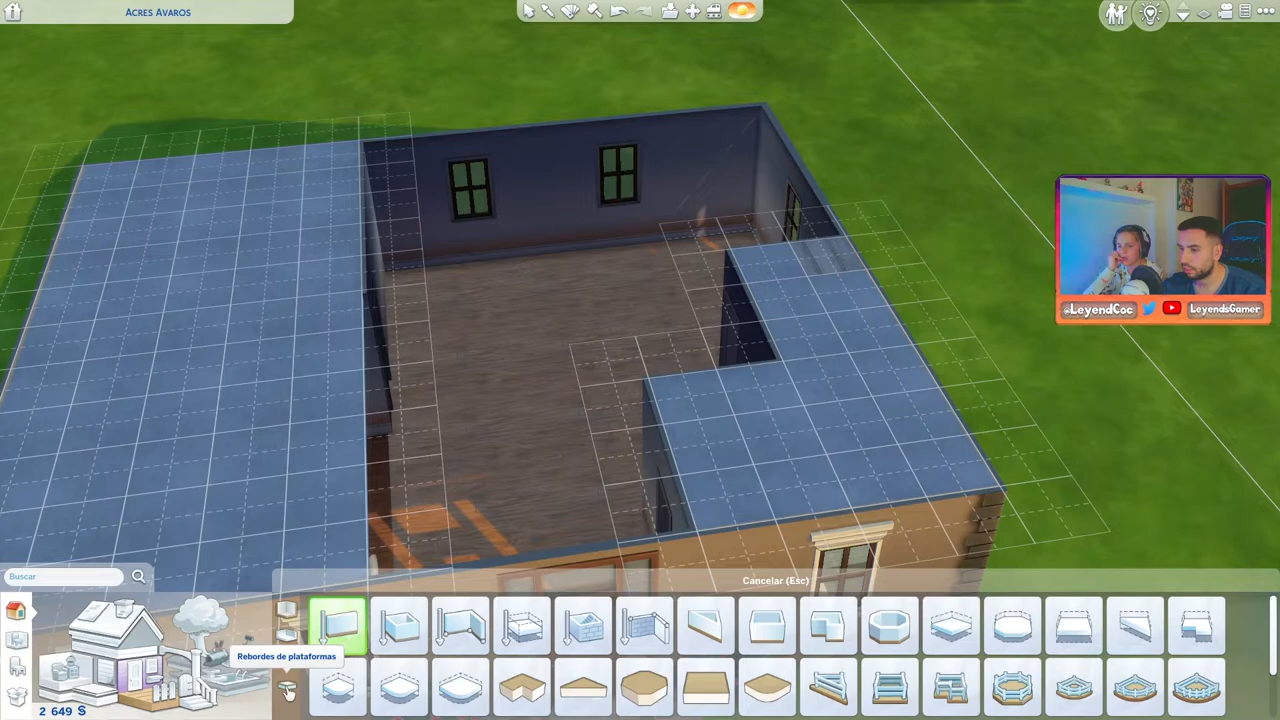 Acres Avaros
@LeyendCoc
LeyendsGamer
Buscar
Cancelar (Esc)
Rebordes de plataformas
2 649 $